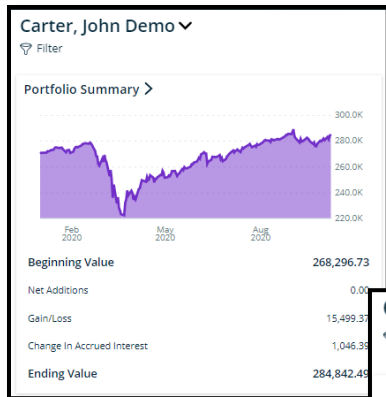 Carter, John Demo
Filter
Portfolio Summary
300.0K
280.0K
260.0K
240.0K
220.0K
Feb 2020
May 2020
Aug 2020
Beginning Value 268,296.73
Net Additions 0.00
Gain/Loss 15,499.37
Change In Accrued Interest 1,046.39
Ending Value 284,842.49